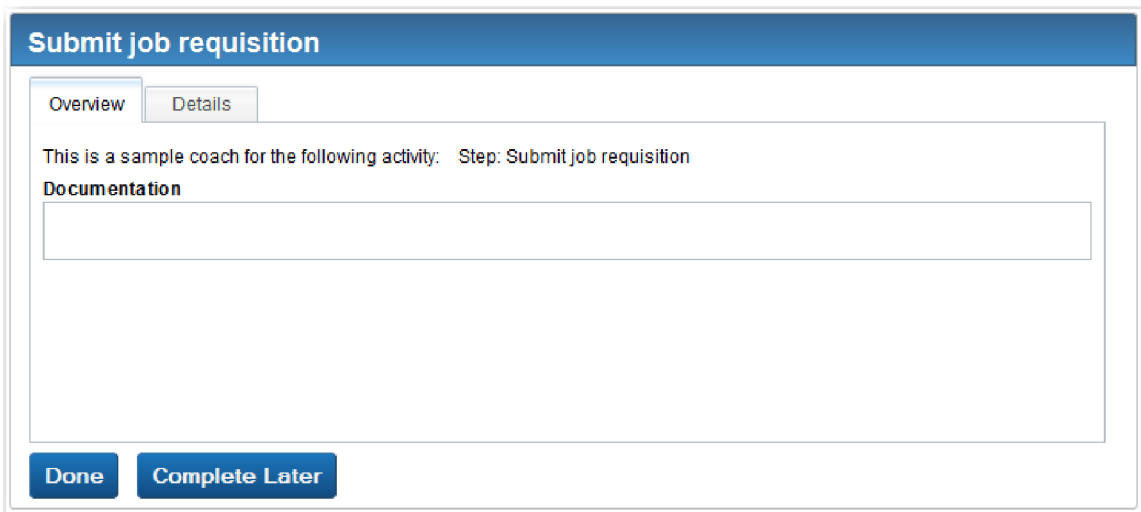 Submit job requisition
Overview Details
This is a sample coach for the following activity: Step: Submit job requisition
Documentation
Done Complete Later